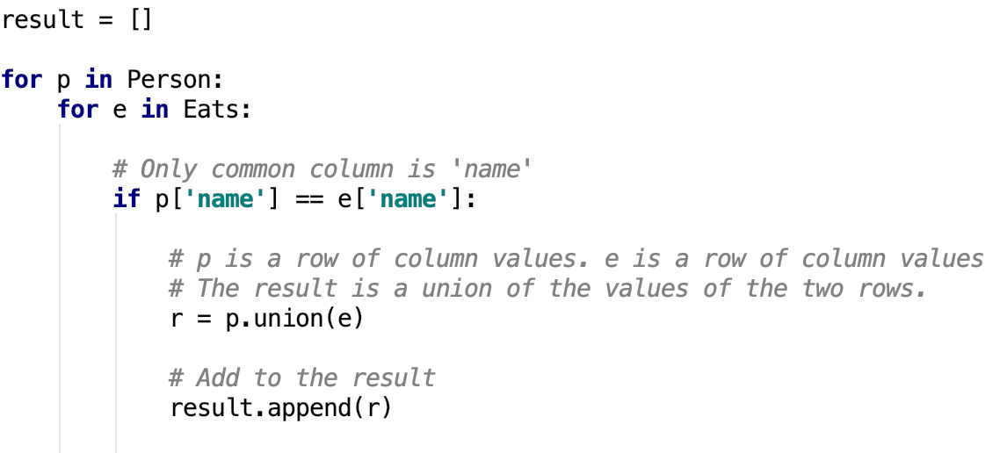 result = []
for p in Person:
    for e in Eats:
        # Only common column is 'name'
        if p['name'] == e['name']:
            # p is a row of column values. e is a row of column values
            # The result is a union of the values of the two rows.
            r = p.union(e)
            # Add to the result
            result.append(r)